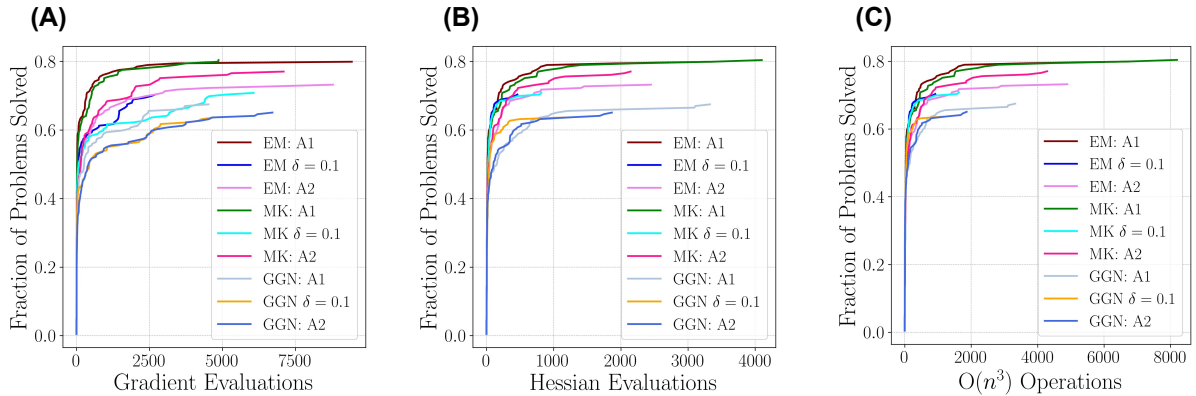 (A)
Fraction of Problems Solved
0.8
0.6
0.4
0.2
0.0
0
2500
5000
7500
Gradient Evaluations
EM: A1
EM δ = 0.1
EM: A2
MK: A1
MK δ = 0.1
MK: A2
GGN: A1
GGN δ = 0.1
GGN: A2
(B)
Fraction of Problems Solved
0.8
0.6
0.4
0.2
0.0
0
1000
2000
3000
4000
Hessian Evaluations
EM: A1
EM δ = 0.1
EM: A2
MK: A1
MK δ = 0.1
MK: A2
GGN: A1
GGN δ = 0.1
GGN: A2
(C)
Fraction of Problems Solved
0.8
0.6
0.4
0.2
0.0
0
2000
4000
6000
8000
O(n³) Operations
EM: A1
EM δ = 0.1
EM: A2
MK: A1
MK δ = 0.1
MK: A2
GGN: A1
GGN δ = 0.1
GGN: A2